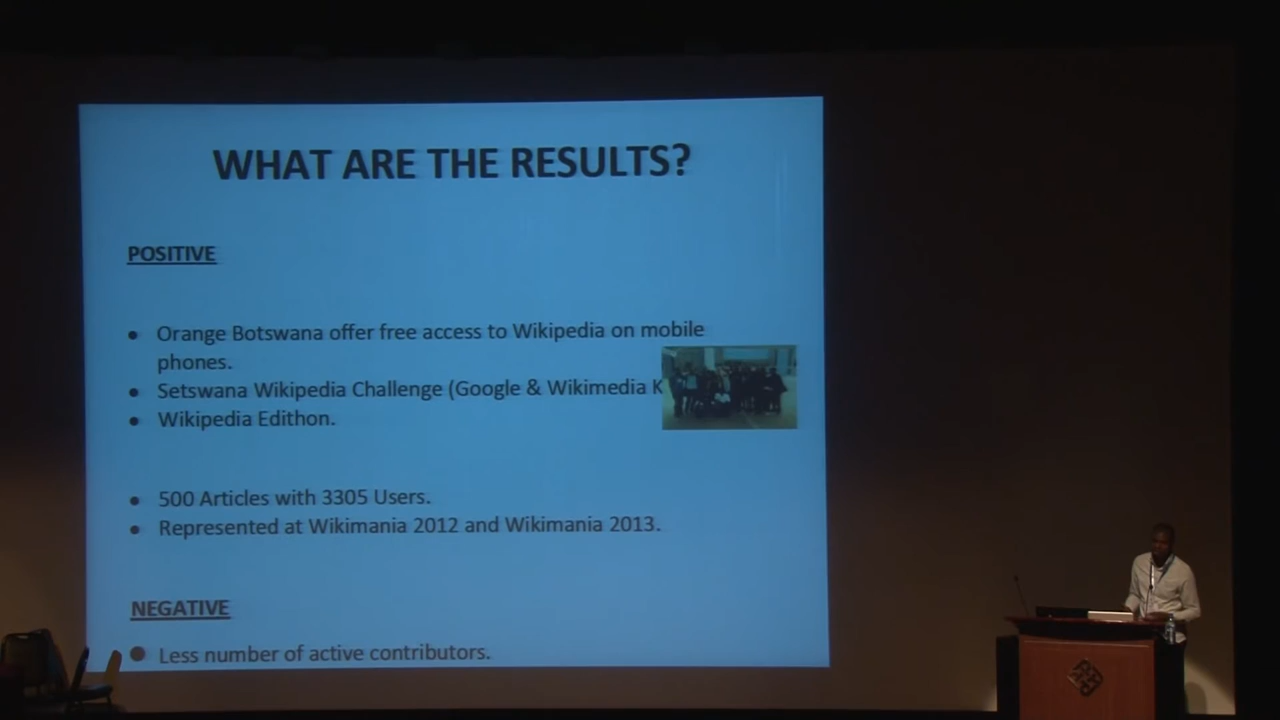 WHAT ARE THE RESULTS?
POSITIVE
• Orange Botswana offer free access to Wikipedia on mobile
phones.
• Setswana Wikipedia Challenge (Google & Wikimedia K
• Wikipedia Edithon.
• 500 Articles with 3305 Users.
• Represented at Wikimania 2012 and Wikimania 2013.
NEGATIVE
• Less number of active contributors.